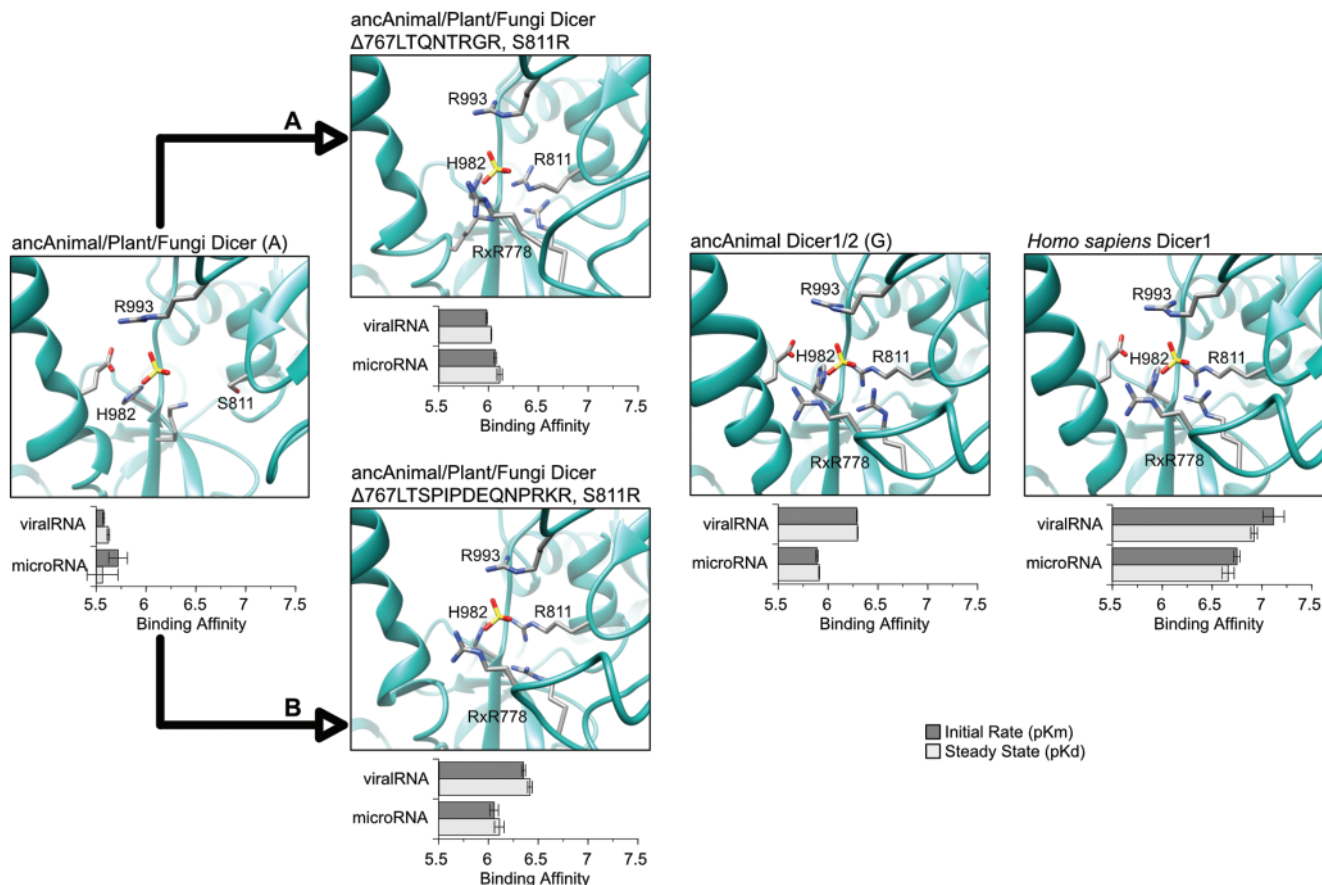 ancAnimal/Plant/Fungi Dicer
Δ767LTQNTRGR, S811R
A
R993
H982
R811
RxR778
viralRNA
microRNA
5.5 6 6.5 7 7.5
Binding Affinity
ancAnimal/Plant/Fungi Dicer (A)
R993
H982
S811
viralRNA
microRNA
5.5 6 6.5 7 7.5
Binding Affinity
ancAnimal/Plant/Fungi Dicer
Δ767LTSPIPDEQNPRKR, S811R
B
R993
H982
R811
RxR778
viralRNA
microRNA
5.5 6 6.5 7 7.5
Binding Affinity
ancAnimal Dicer1/2 (G)
R993
H982
R811
RxR778
viralRNA
microRNA
5.5 6 6.5 7 7.5
Binding Affinity
Homo sapiens Dicer1
R993
H982
R811
RxR778
viralRNA
microRNA
5.5 6 6.5 7 7.5
Binding Affinity
Initial Rate (pKm)
Steady State (pKd)